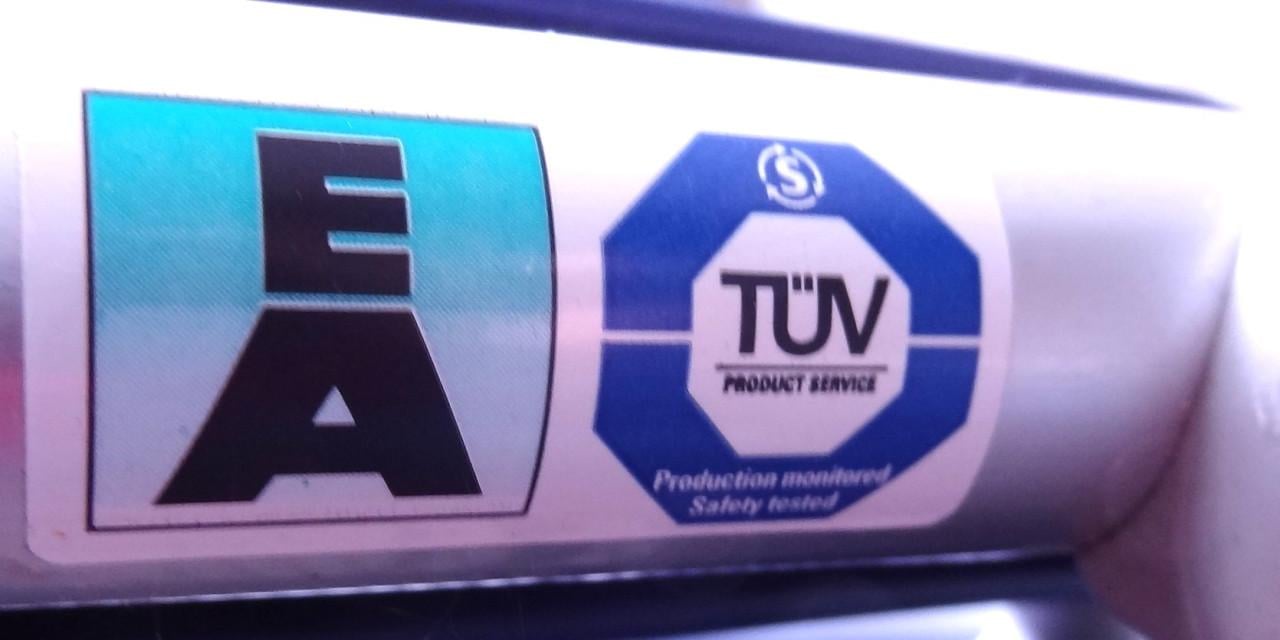 E
A
S
TÜV
PRODUCT SERVICE
Production monitored
Safety tested